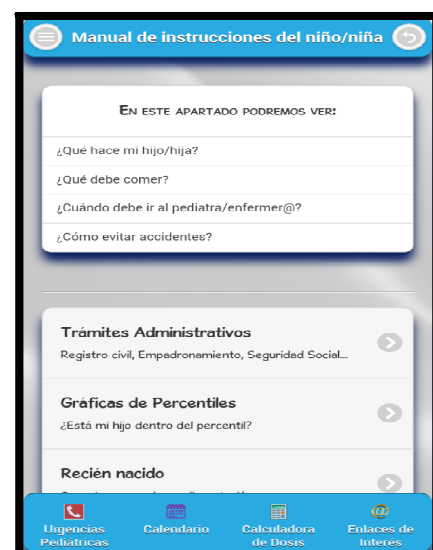 Manual de instrucciones del niño/niña
EN ESTE APARTADO PODREMOS VER:
¿Qué hace mi hijo/hija?
¿Qué debe comer?
¿Cuándo debe ir al pediatra/enfermer@?
¿Cómo evitar accidentes?
Trámites Administrativos
Registro civil, Empadronamiento, Seguridad Social...
Gráficas de Percentiles
¿Está mi hijo dentro del percentil?
Recién nacido
Urgencias Pediátricas
Calendario
Calculadora de Dosis
Enlaces de Interés